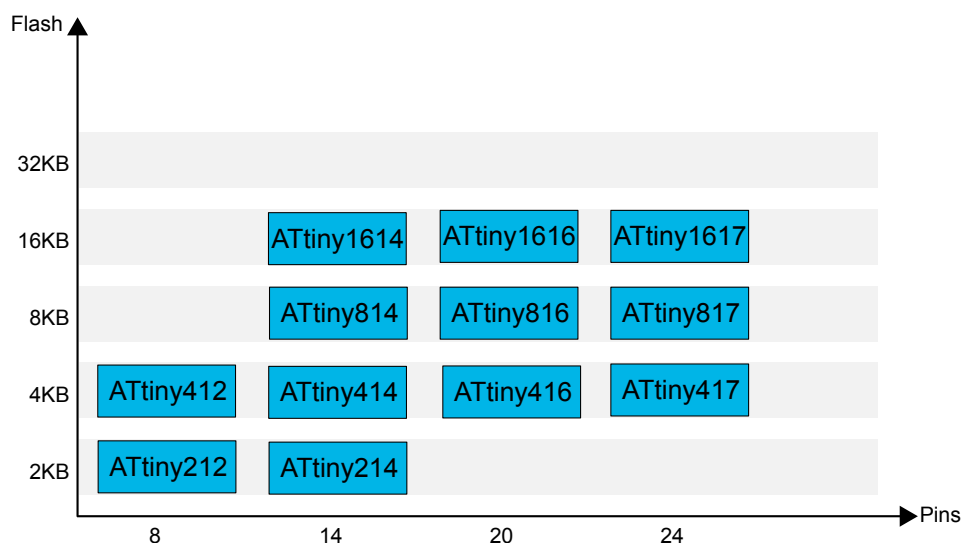 Flash
32KB
16KB
ATtiny1614
ATtiny1616
ATtiny1617
8KB
ATtiny814
ATtiny816
ATtiny817
4KB
ATtiny412
ATtiny414
ATtiny416
ATtiny417
2KB
ATtiny212
ATtiny214
Pins
8
14
20
24